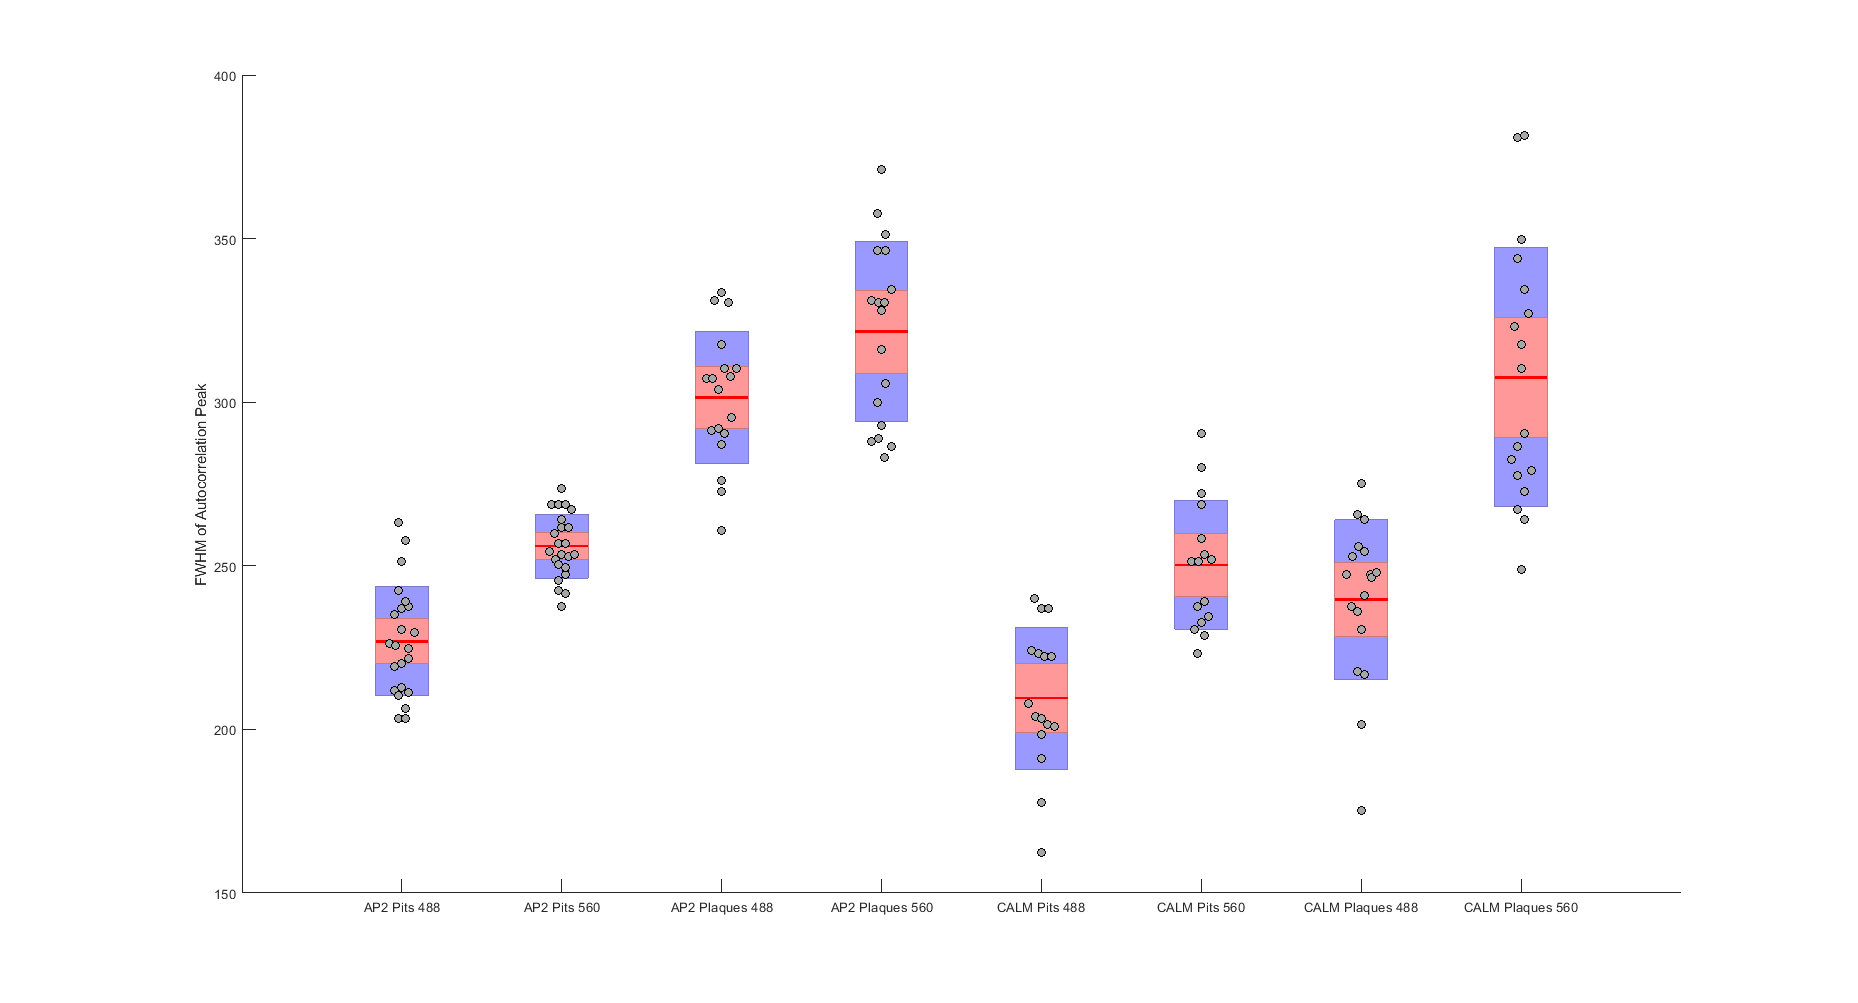 400
350
300
250
200
150
FWHM of Autocorrelation Peak
AP2 Pits 488
AP2 Pits 560
AP2 Plaques 488
AP2 Plaques 560
CALM Pits 488
CALM Pits 560
CALM Plaques 488
CALM Plaques 560